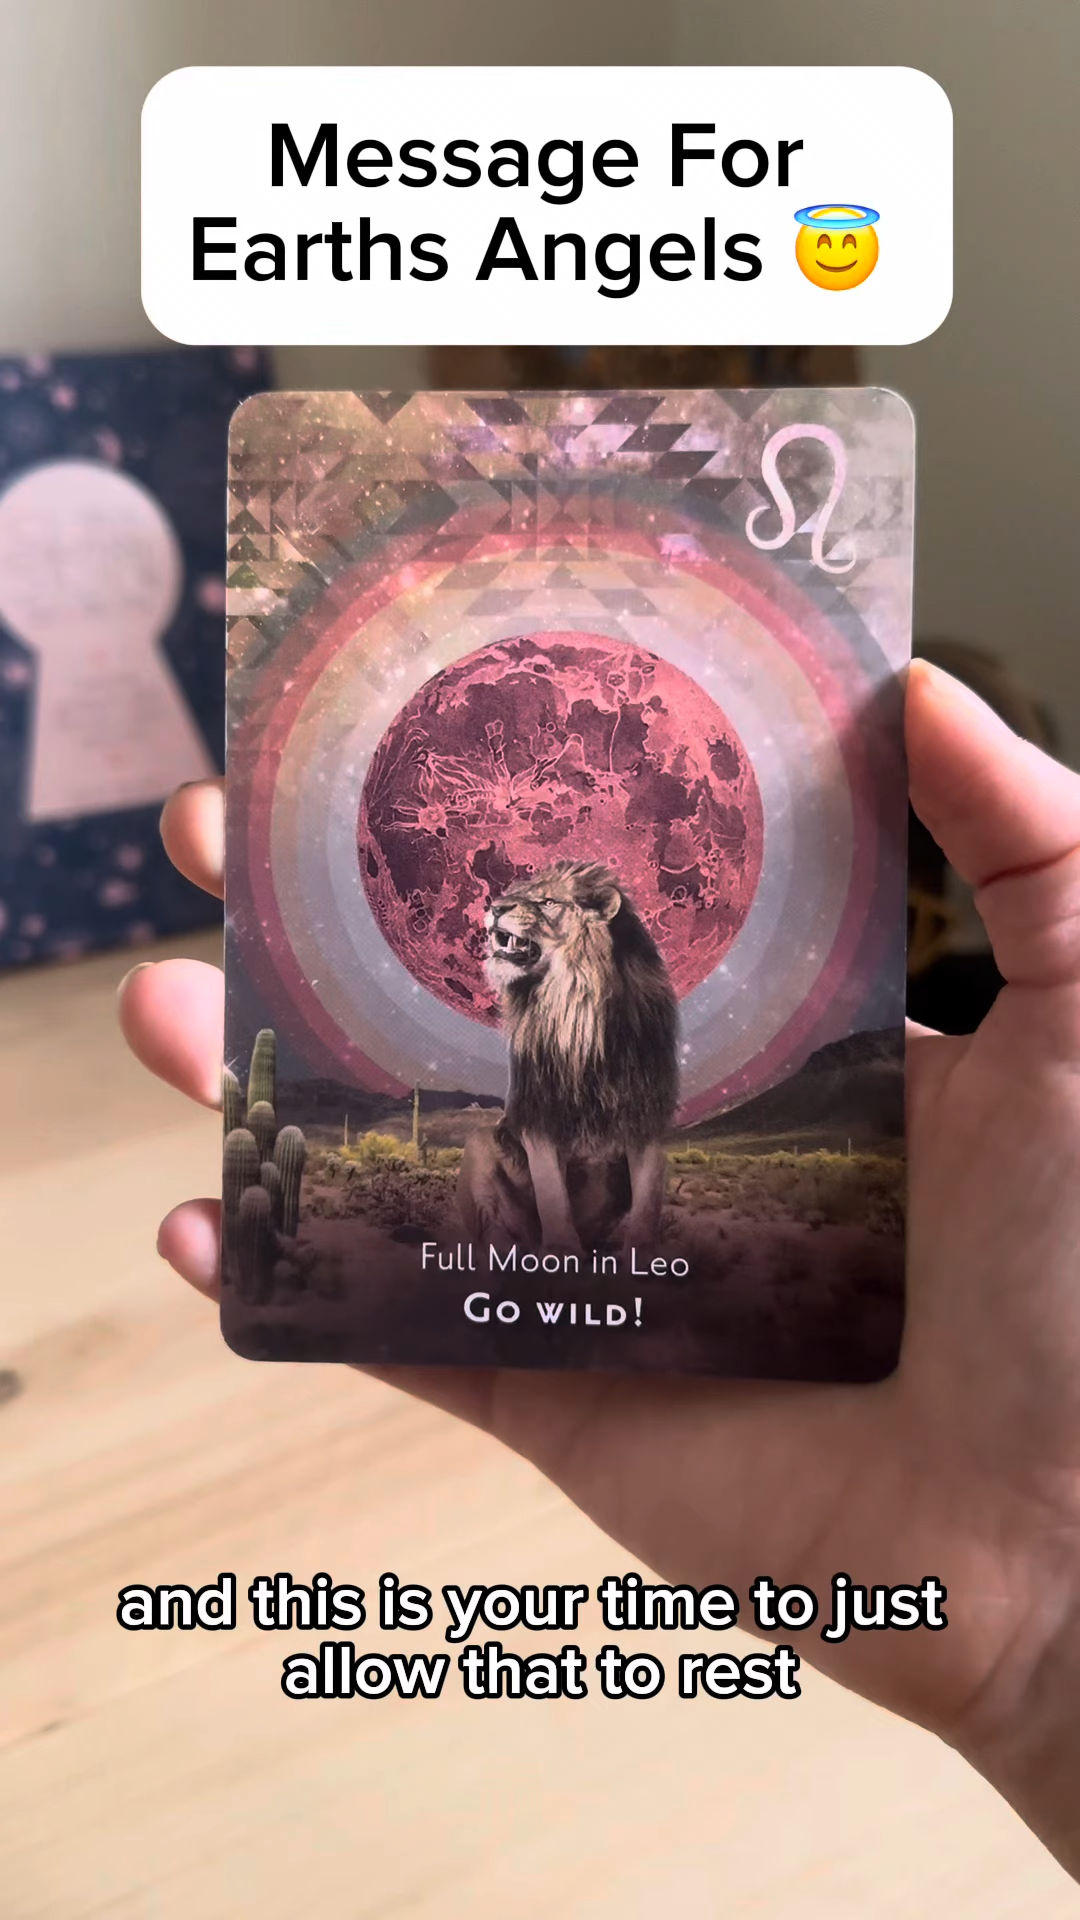 Message For
Earths Angels 😇
Full Moon in Leo
Go wild!
and this is your time to just
allow that to rest